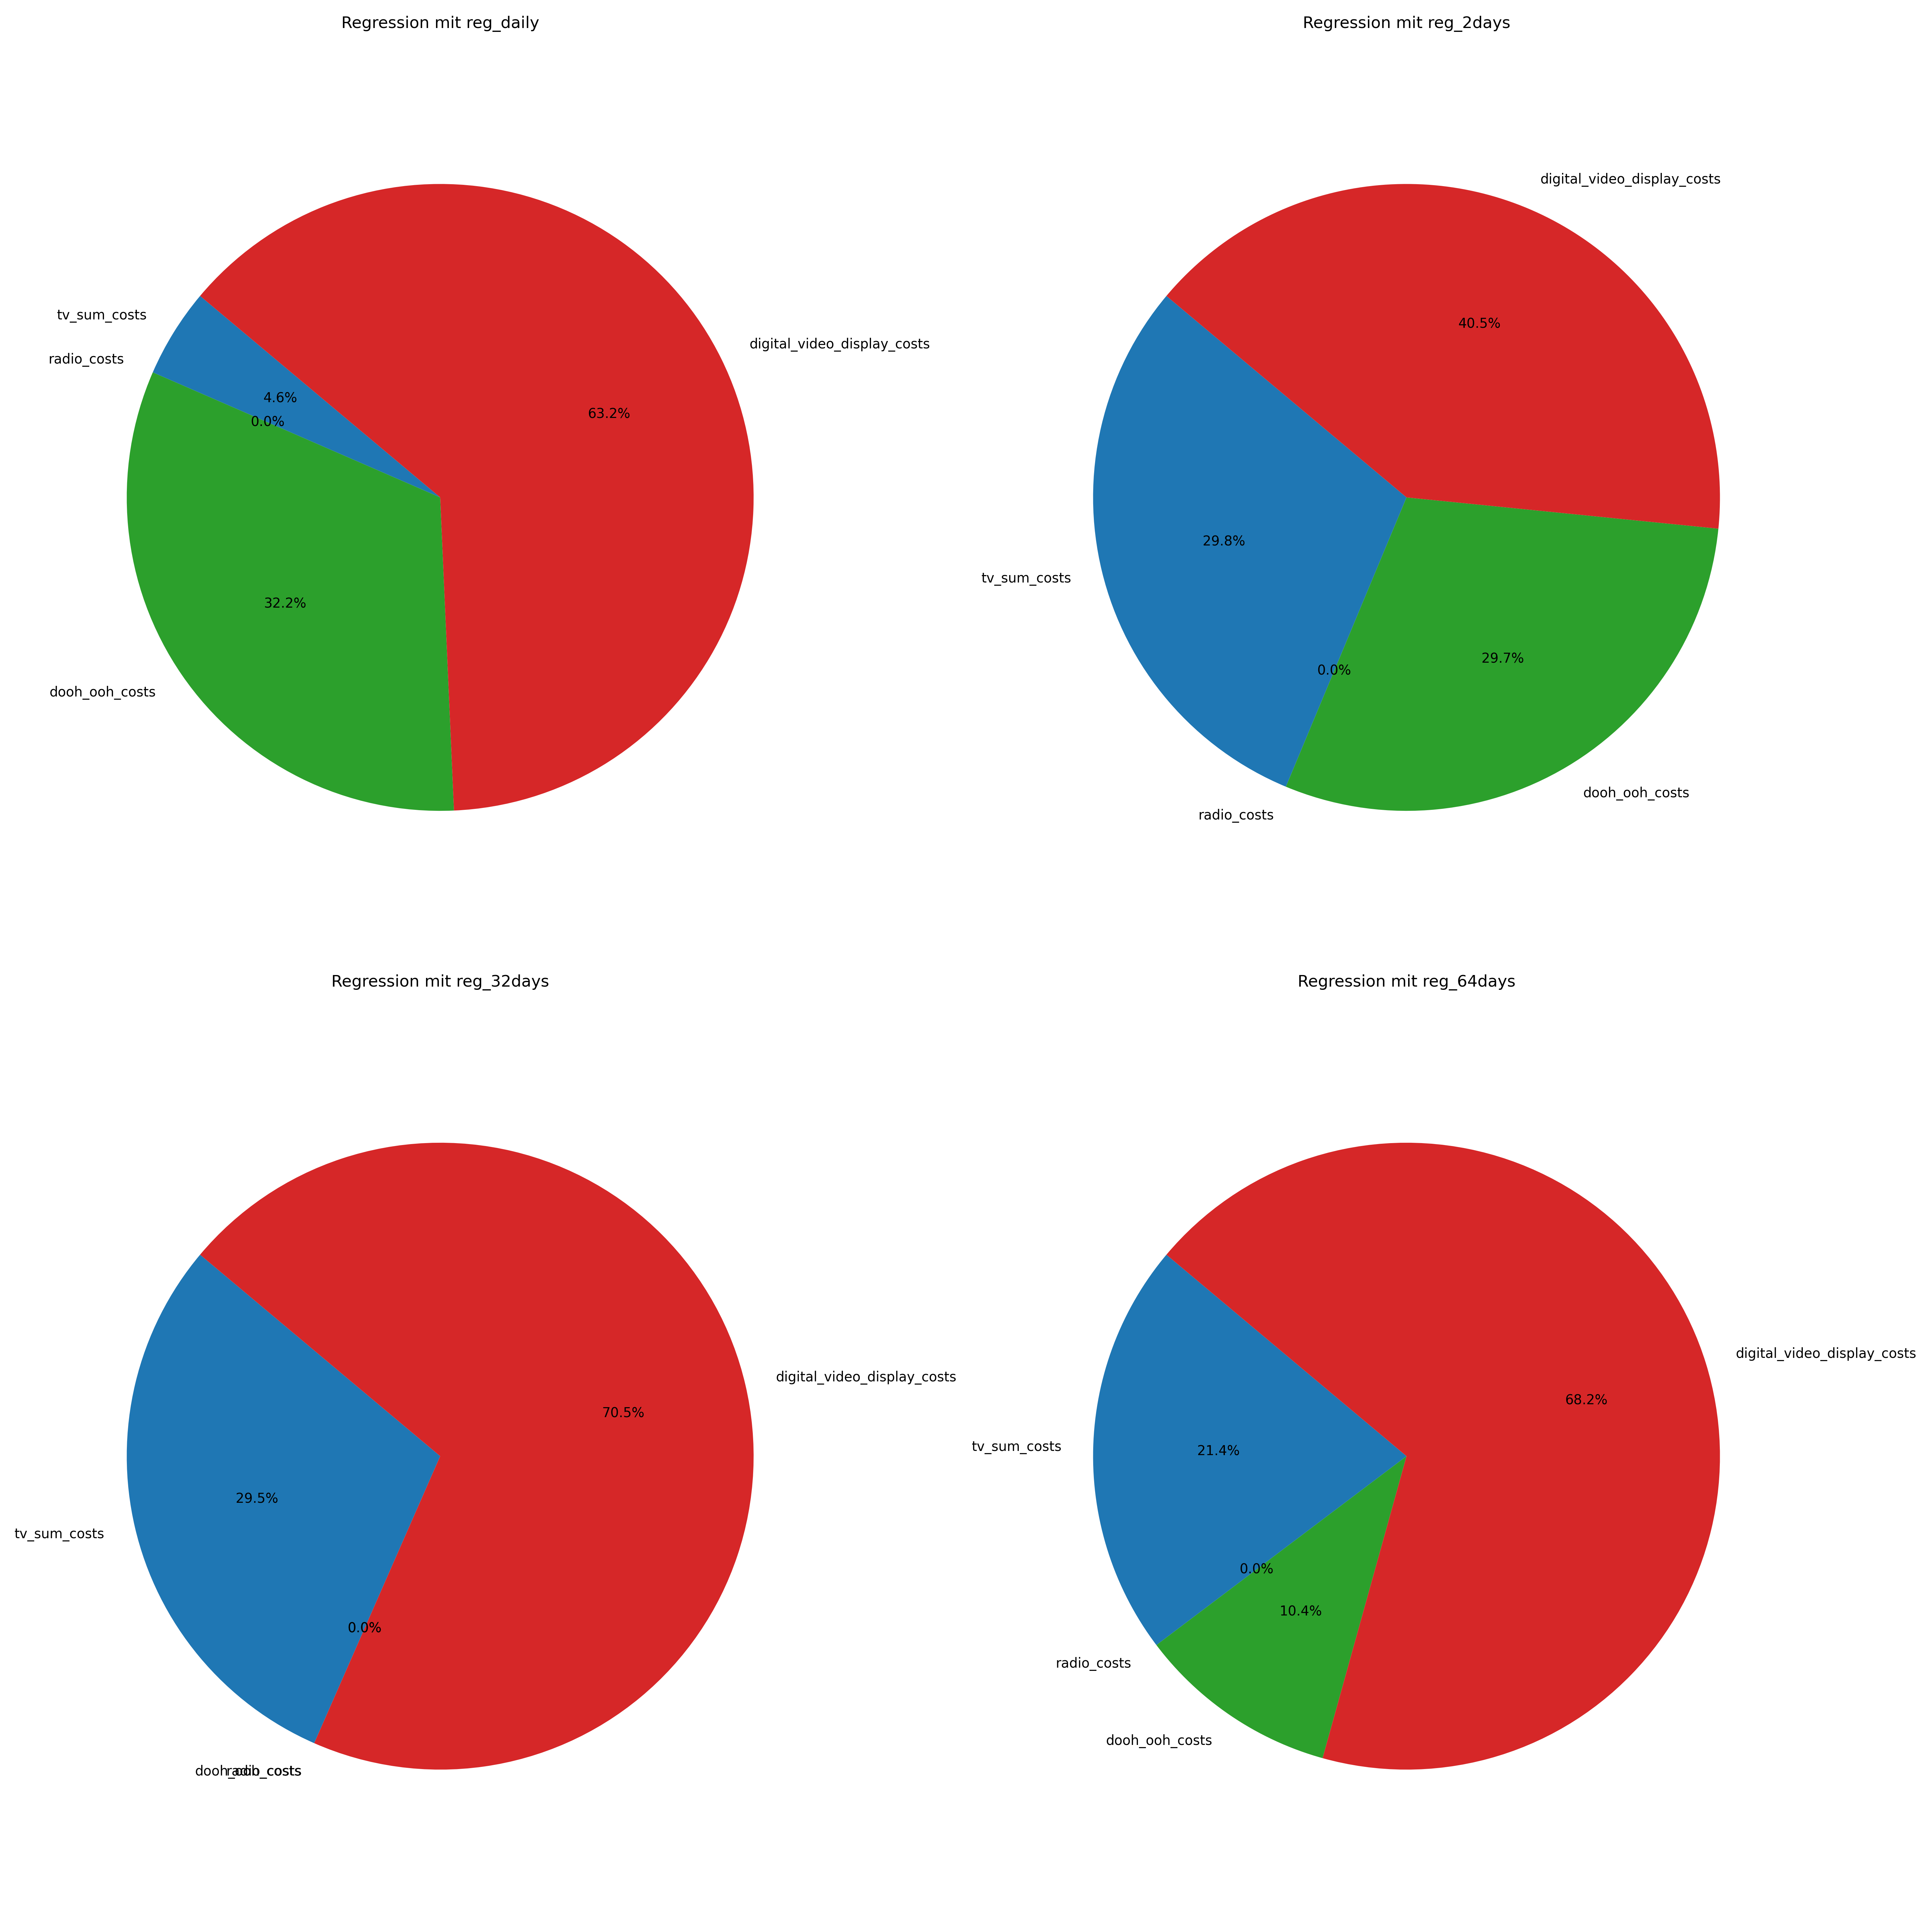 Regression mit reg_daily
digital_video_display_costs
tv_sum_costs
radio_costs
4.6%
63.2%
0.0%
32.2%
dooh_ooh_costs
Regression mit reg_2days
digital_video_display_costs
40.5%
29.8%
tv_sum_costs
0.0%
29.7%
dooh_ooh_costs
radio_costs
Regression mit reg_32days
digital_video_display_costs
70.5%
29.5%
tv_sum_costs
0.0%
dooh_ooh_costs
radio_costs
Regression mit reg_64days
digital_video_display_costs
68.2%
tv_sum_costs
21.4%
0.0%
10.4%
radio_costs
dooh_ooh_costs